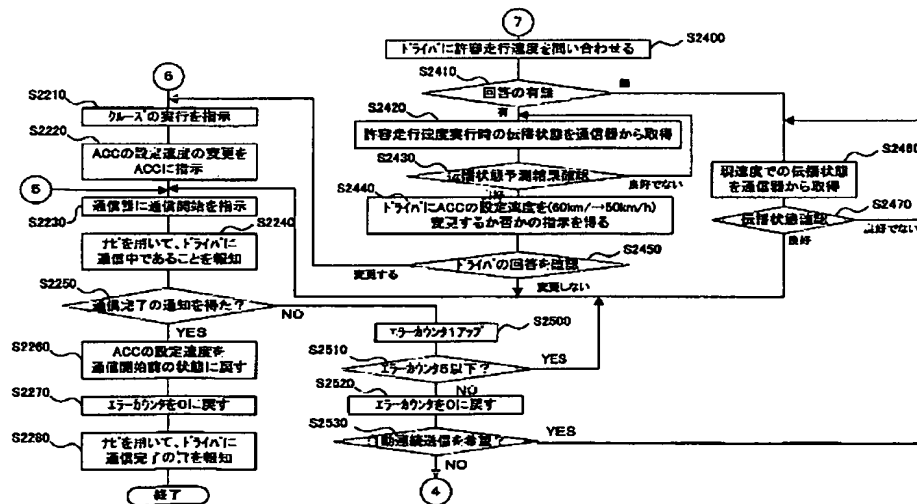 6
S2210
クルーズの実行を指示
S2220
ACCの設定速度の変更を
ACCに指示
5
S2230
通信器に通信開始を指示
S2240
ナビを用いて、ドライバに
通信中であることを報知
S2250
通信完了の通知を得た?
NO
YES
S2260
ACCの設定速度を
通信開始前の状態に戻す
S2270
エラーカウンタを0に戻す
S2280
ナビを用いて、ドライバに
通信完了の旨を報知
終了
7
S2400
ドライバに許容走行速度を問い合わせる
S2410
回答の有無
無
有
S2420
許容走行速度実行時の伝播状態を通信器から取得
S2430
伝播状態予測結果確認
良好でない
良好
S2440
ドライバにACCの設定速度を(60km/→50km/h)
変更するか否かの指示を得る
S2450
ドライバの回答を確認
変更する
変更しない
S2460
現速度での伝播状態
を通信器から取得
S2470
伝播状態確認
良好でない
良好
S2500
エラーカウンタ1アップ
S2510
エラーカウンタ5以下?
YES
NO
S2520
エラーカウンタを0に戻す
S2530
自動連続送信を希望?
YES
NO
4